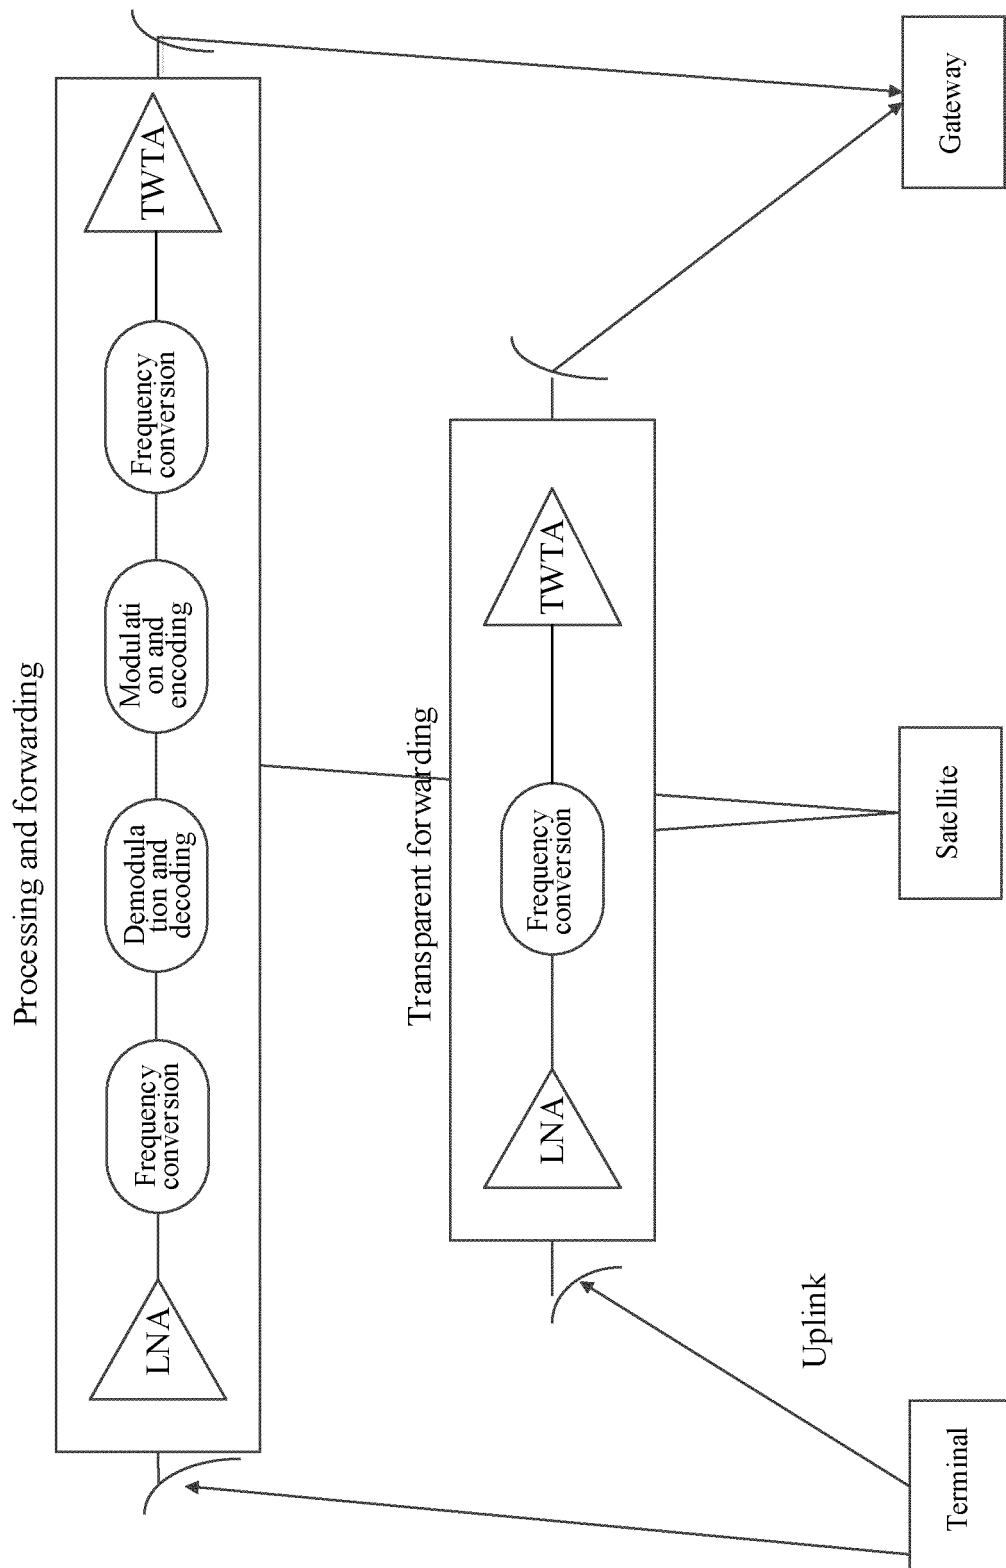 Processing and forwarding
LNA
Frequency
conversion
Demodula
tion and
decoding
Modulati
on and
encoding
Frequency
conversion
TWTA
Transparent forwarding
LNA
Frequency
conversion
TWTA
Uplink
Terminal
Satellite
Gateway